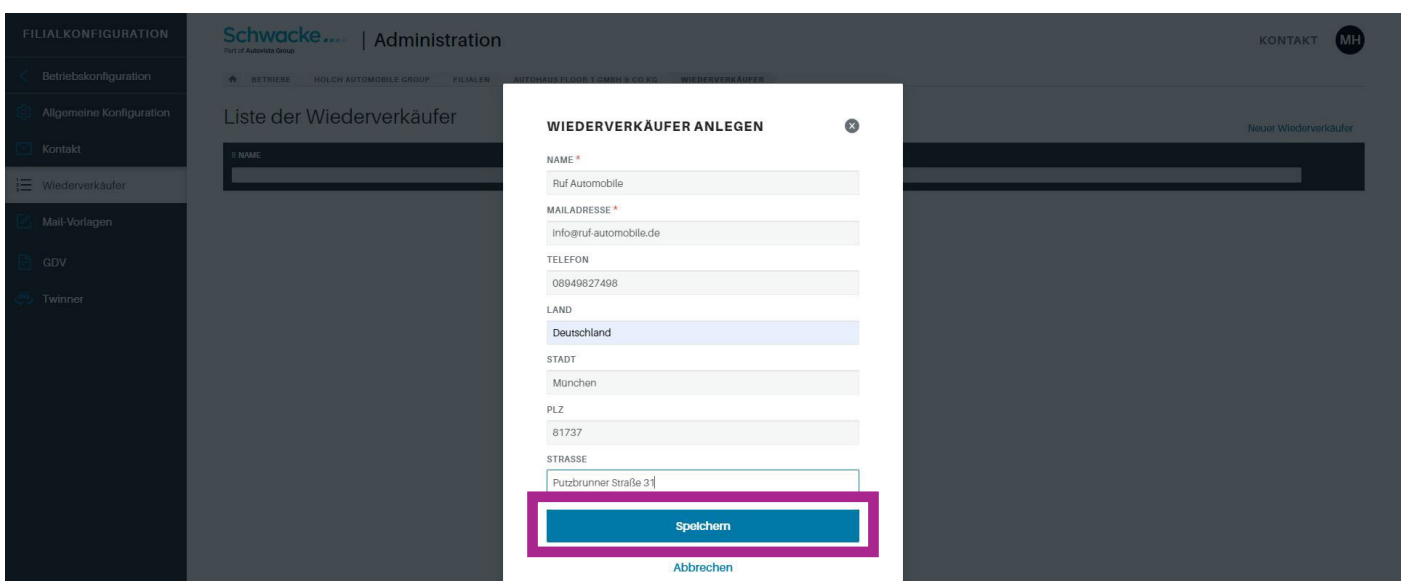 FILIALKONFIGURATION
Betriebskonfiguration
Allgemeine Konfiguration
Kontakt
Wiederverkäufer
Mail-Vorlagen
GDV
Twinner
Schwacke
Part of Autovista Group
| Administration
KONTAKT MH
BETRIEBE HOLCH AUTOMOBILE GROUP FILIALEN AUTOHAUS FLOOR 1 GMBH & CO KG WIEDERVERKÄUFER
Liste der Wiederverkäufer
Neuer Wiederverkäufer
NAME
WIEDERVERKÄUFER ANLEGEN
NAME *
Ruf Automobile
MAILADRESSE *
info@ruf-automobile.de
TELEFON
08949827498
LAND
Deutschland
STADT
München
PLZ
81737
STRASSE
Putzbrunner Straße 31
Speichern
Abbrechen